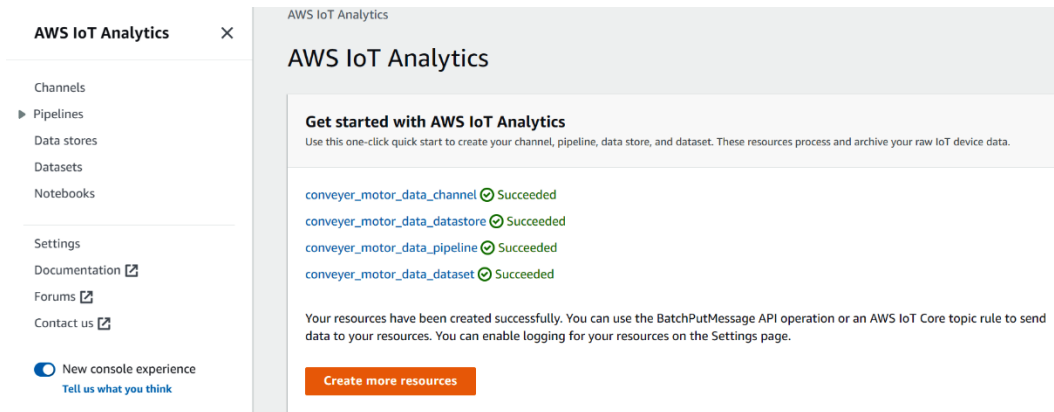 AWS IoT Analytics
Channels
Pipelines
Data stores
Datasets
Notebooks
Settings
Documentation
Forums
Contact us
New console experience
Tell us what you think
AWS IoT Analytics
AWS IoT Analytics
Get started with AWS IoT Analytics
Use this one-click quick start to create your channel, pipeline, data store, and dataset. These resources process and archive your raw IoT device data.
conveyer_motor_data_channel Succeeded
conveyer_motor_data_datastore Succeeded
conveyer_motor_data_pipeline Succeeded
conveyer_motor_data_dataset Succeeded
Your resources have been created successfully. You can use the BatchPutMessage API operation or an AWS IoT Core topic rule to send
data to your resources. You can enable logging for your resources on the Settings page.
Create more resources